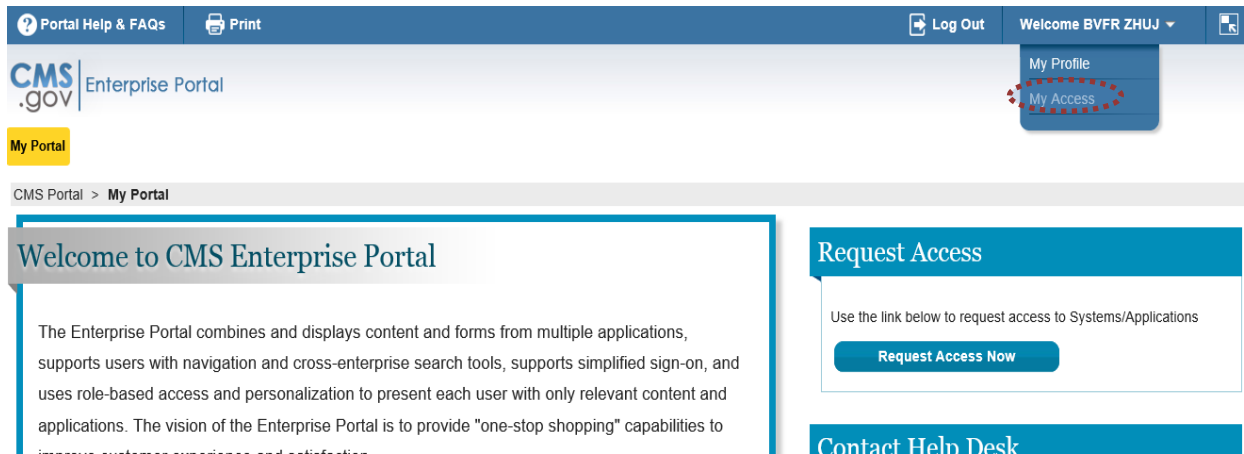 Portal Help & FAQs Print Log Out Welcome BVFR ZHUJ
My Profile
My Access
CMS
.gov
Enterprise Portal
My Portal
CMS Portal > My Portal
Welcome to CMS Enterprise Portal
The Enterprise Portal combines and displays content and forms from multiple applications,
supports users with navigation and cross-enterprise search tools, supports simplified sign-on, and
uses role-based access and personalization to present each user with only relevant content and
applications. The vision of the Enterprise Portal is to provide "one-stop shopping" capabilities to
improve customer experience and satisfaction.
Request Access
Use the link below to request access to Systems/Applications
Request Access Now
Contact Help Desk